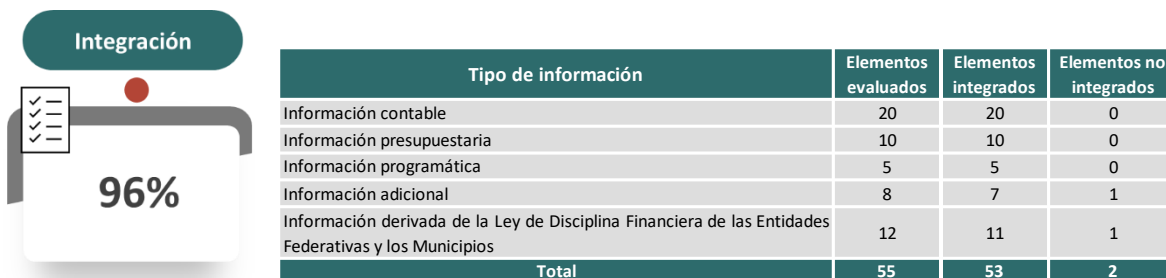 Integración
96%
Tipo de información Elementos evaluados Elementos integrados Elementos no integrados
Información contable 20 20 0
Información presupuestaria 10 10 0
Información programática 5 5 0
Información adicional 8 7 1
Información derivada de la Ley de Disciplina Financiera de las Entidades
Federativas y los Municipios 12 11 1
Total 55 53 2